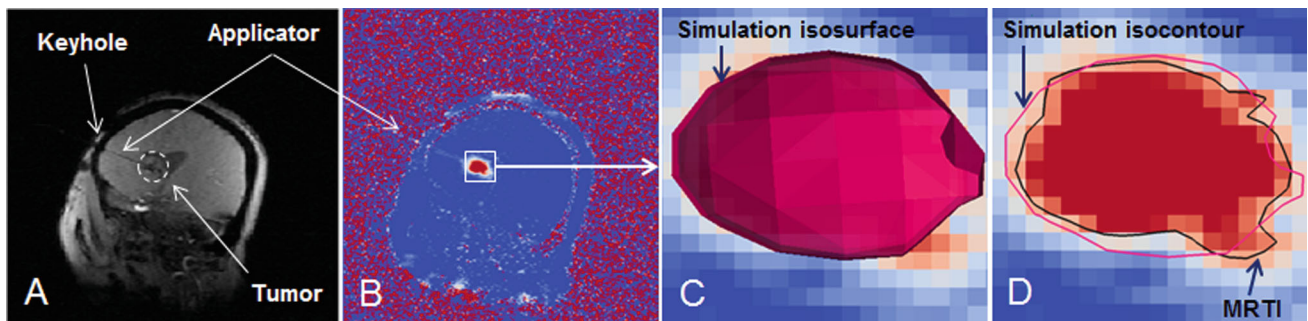 Keyhole
Applicator
Tumor
A
B
Simulation isosurface
C
Simulation isocontour
MRTI
D